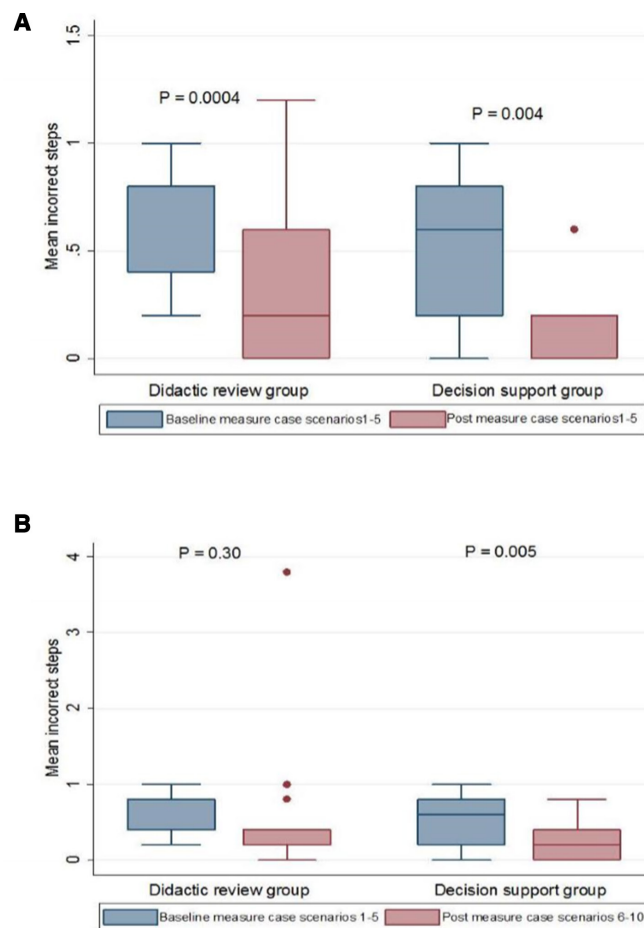 A
1.5
P = 0.0004
P = 0.004
1
.5
0
Mean incorrect steps
Didactic review group
Decision support group
Baseline measure case scenarios1-5
Post measure case scenarios1-5
B
4
P = 0.30
P = 0.005
3
2
1
0
Mean incorrect steps
Didactic review group
Decision support group
Baseline measure case scenarios 1-5
Post measure case scenarios 6-10